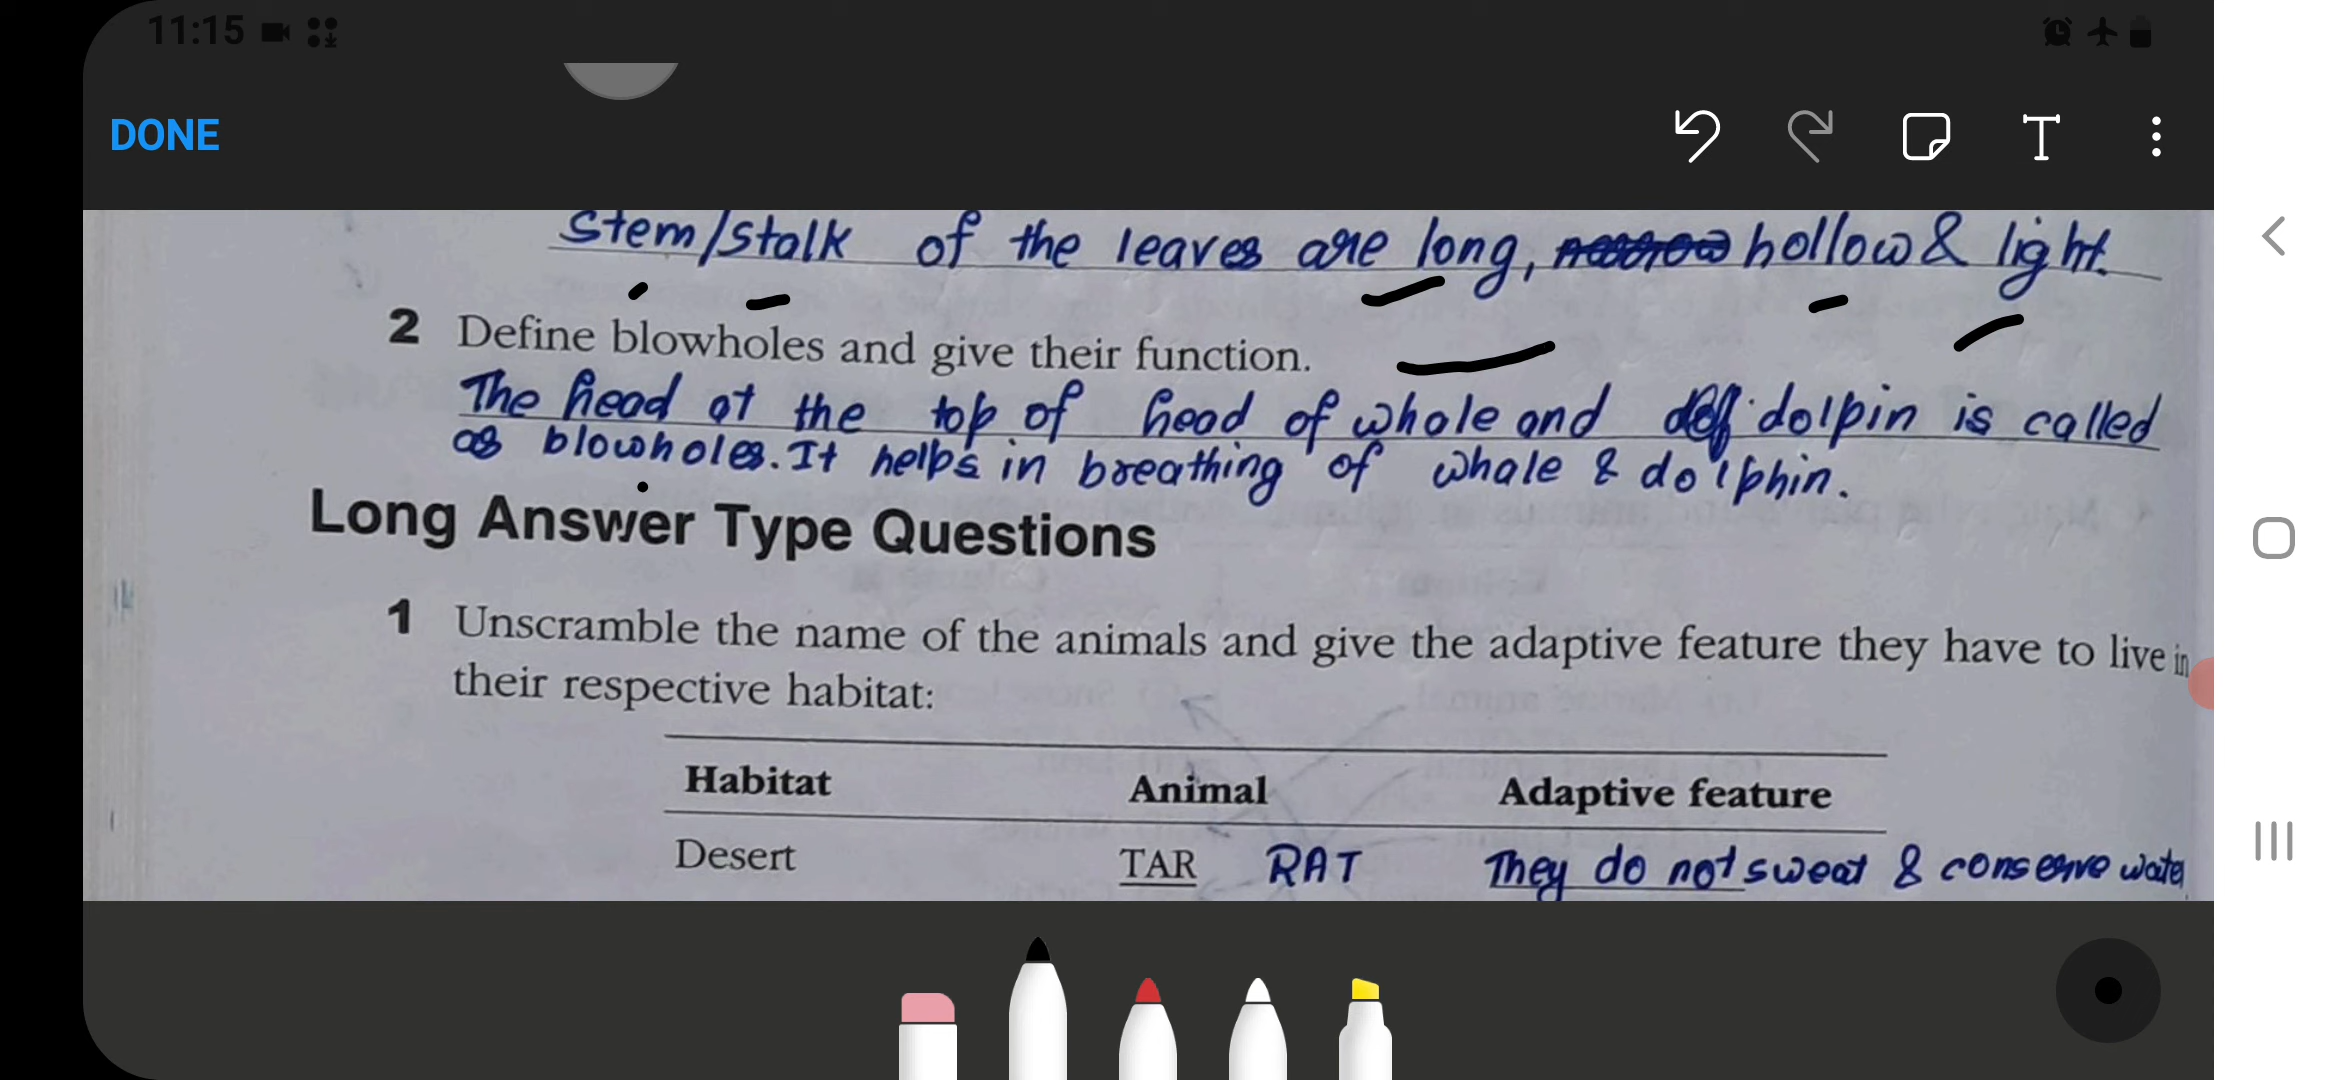 11:15
DONE
T
Stem/stalk of the leaves are long, hollow & light.
2 Define blowholes and give their function.
The head at the top of head of whale and dolpin is called
as blowholes. It helps in breathing of whale & dolphin.
Long Answer Type Questions
1 Unscramble the name of the animals and give the adaptive feature they have to live in
their respective habitat:
Habitat Animal Adaptive feature
Desert TAR RAT They do not sweat & conserve wate